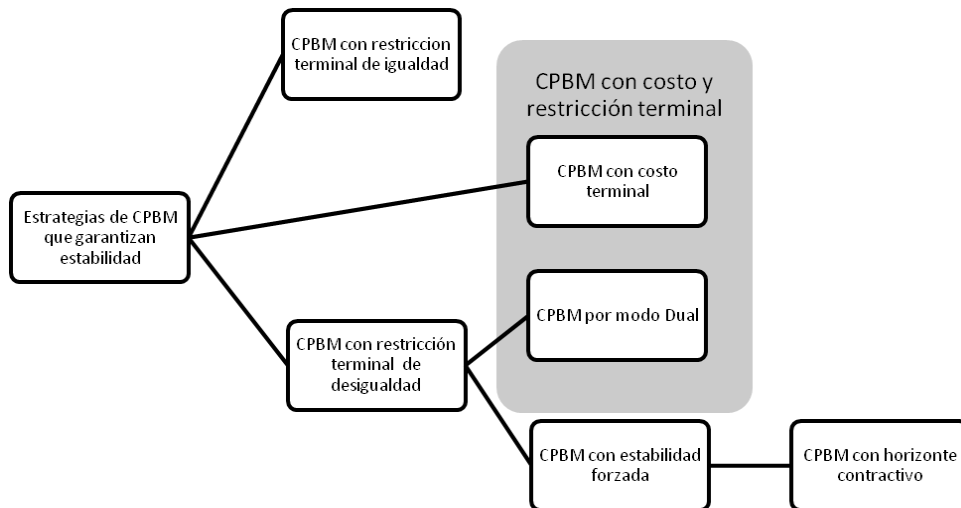 CPBM con restriccion
terminal de igualdad
CPBM con costo y
restricción terminal
CPBM con costo
terminal
Estrategias de CPBM
que garantizan
estabilidad
CPBM por modo Dual
CPBM con restricción
terminal de
desigualdad
CPBM con estabilidad
forzada
CPBM con horizonte
contractivo